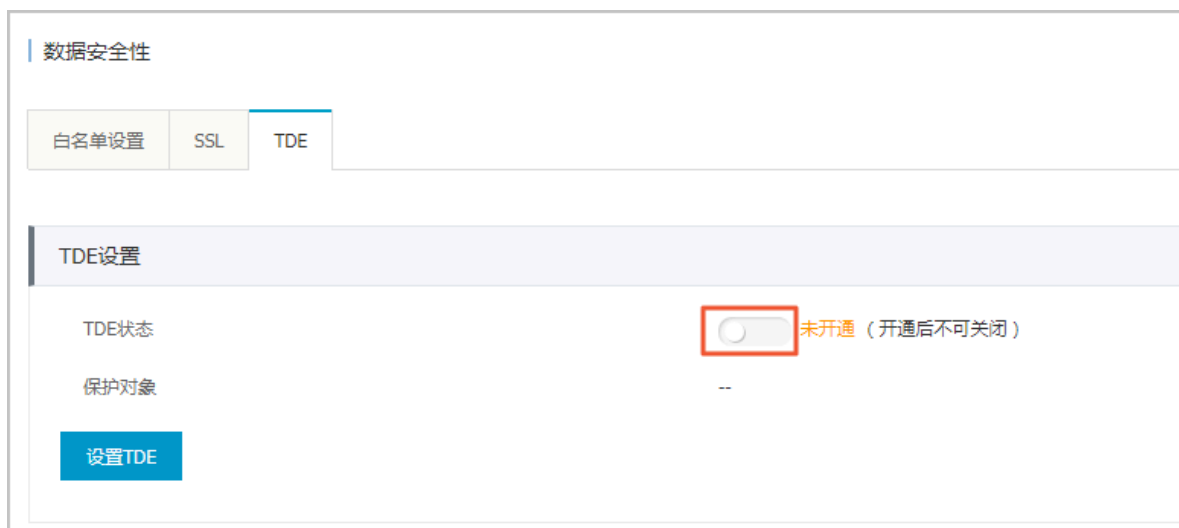 数据安全性
白名单设置 SSL TDE
TDE设置
TDE状态 未开通 ( 开通后不可关闭 )
保护对象 --
设置TDE